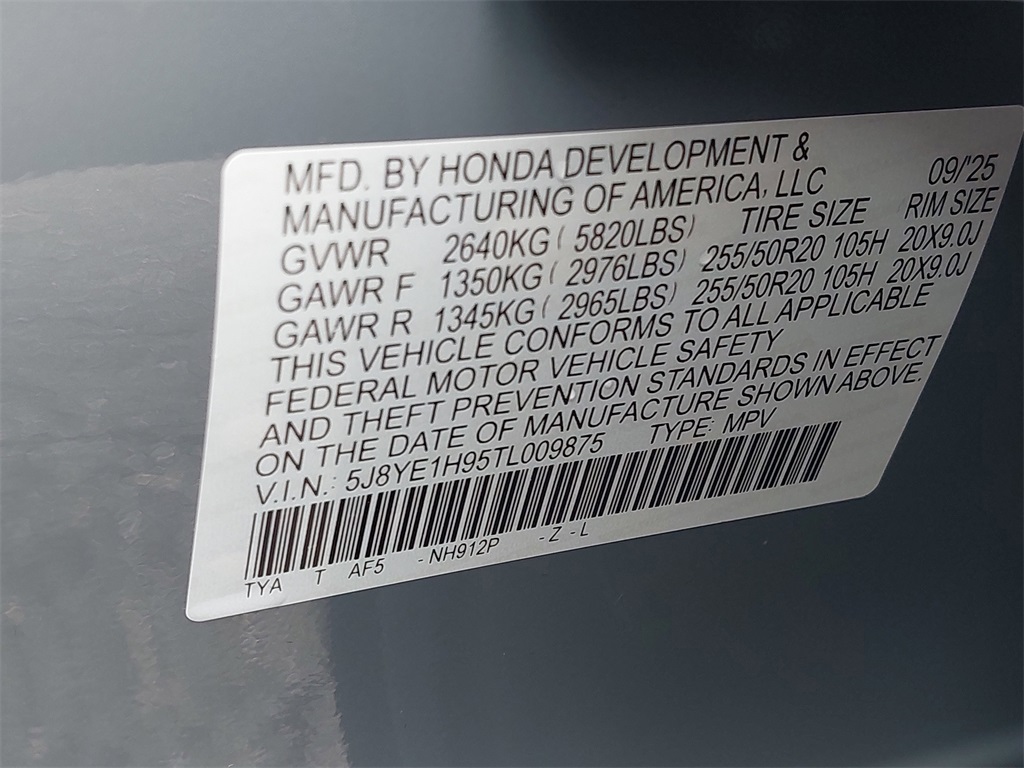 MFD. BY HONDA DEVELOPMENT &
MANUFACTURING OF AMERICA, LLC 09/'25
GVWR 2640KG ( 5820LBS) TIRE SIZE RIM SIZE
GAWR F 1350KG ( 2976LBS) 255/50R20 105H 20X9.0J
GAWR R 1345KG ( 2965LBS) 255/50R20 105H 20X9.0J
THIS VEHICLE CONFORMS TO ALL APPLICABLE
FEDERAL MOTOR VEHICLE SAFETY
AND THEFT PREVENTION STANDARDS IN EFFECT
ON THE DATE OF MANUFACTURE SHOWN ABOVE.
V.I.N.: 5J8YE1H95TL009875 TYPE: MPV
TYA T AF5 -NH912P -Z -L